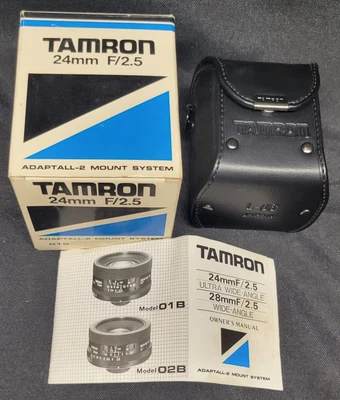 TAMRON
24mm F/2.5
ADAPTALL-2 MOUNT SYSTEM
TAMRON
24mm F/2.5
ADAPTALL-2 MOUNT SYSTEM
TAMRON
Model 01B
Model 02B
TAMRON
24mmF/2.5
ULTRA WIDE-ANGLE
28mmF/2.5
WIDE-ANGLE
OWNER'S MANUAL
ADAPTALL-2 MOUNT SYSTEM